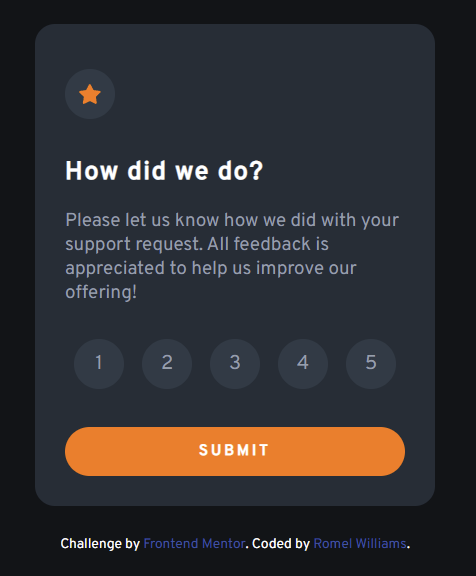 How did we do?
Please let us know how we did with your
support request. All feedback is
appreciated to help us improve our
offering!
1 2 3 4 5
SUBMIT
Challenge by Frontend Mentor. Coded by Romel Williams.